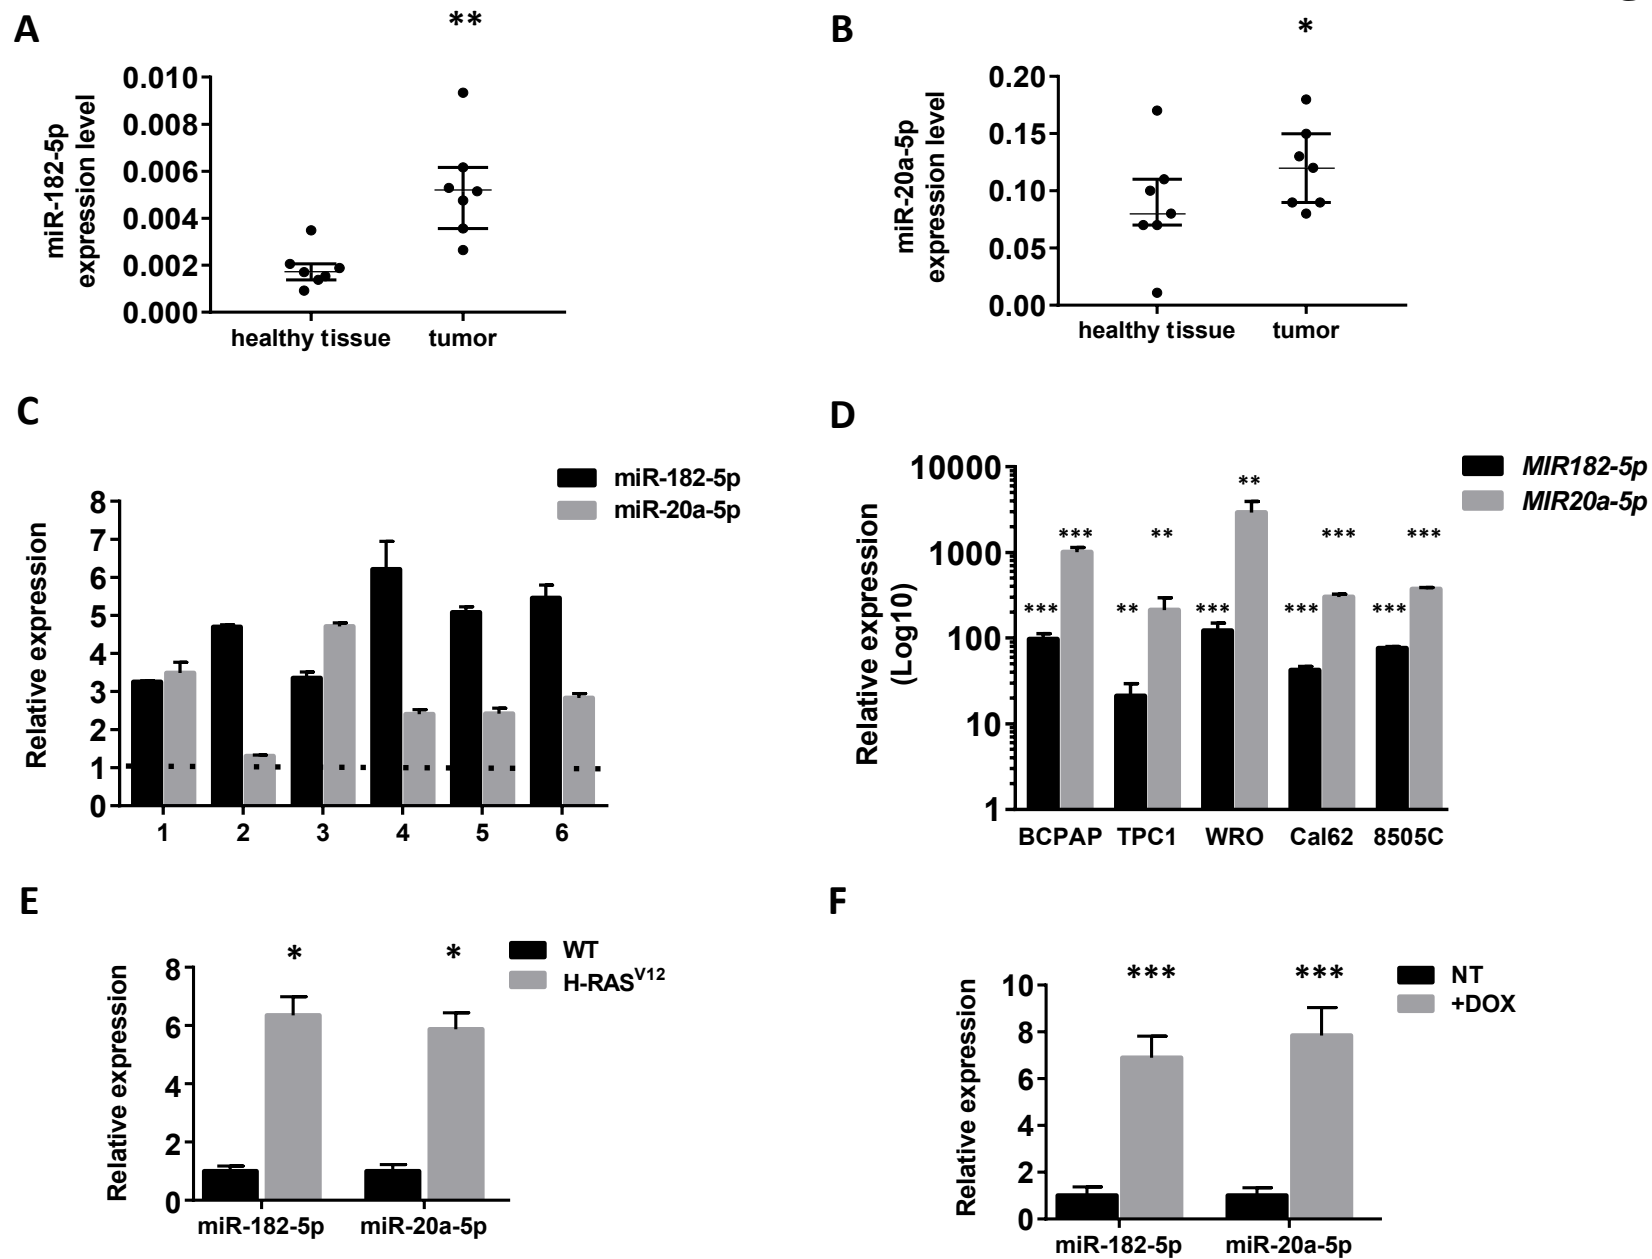 A
**
miR-182-5p
expression level
0.010
0.008
0.006
0.004
0.002
0.000
healthy tissue
tumor
B
*
miR-20a-5p
expression level
0.20
0.15
0.10
0.05
0.00
healthy tissue
tumor
C
miR-182-5p
miR-20a-5p
Relative expression
8
7
6
5
4
3
2
1
0
1 2 3 4 5 6
D
MIR182-5p
MIR20a-5p
Relative expression
(Log10)
10000
1000
100
10
1
*** *** ** ** *** ** *** *** *** ***
BCPAP TPC1 WRO Cal62 8505C
E
WT
H-RASV12
* *
Relative expression
8
6
4
2
0
miR-182-5p miR-20a-5p
F
NT
+DOX
*** ***
Relative expression
10
8
6
4
2
0
miR-182-5p miR-20a-5p